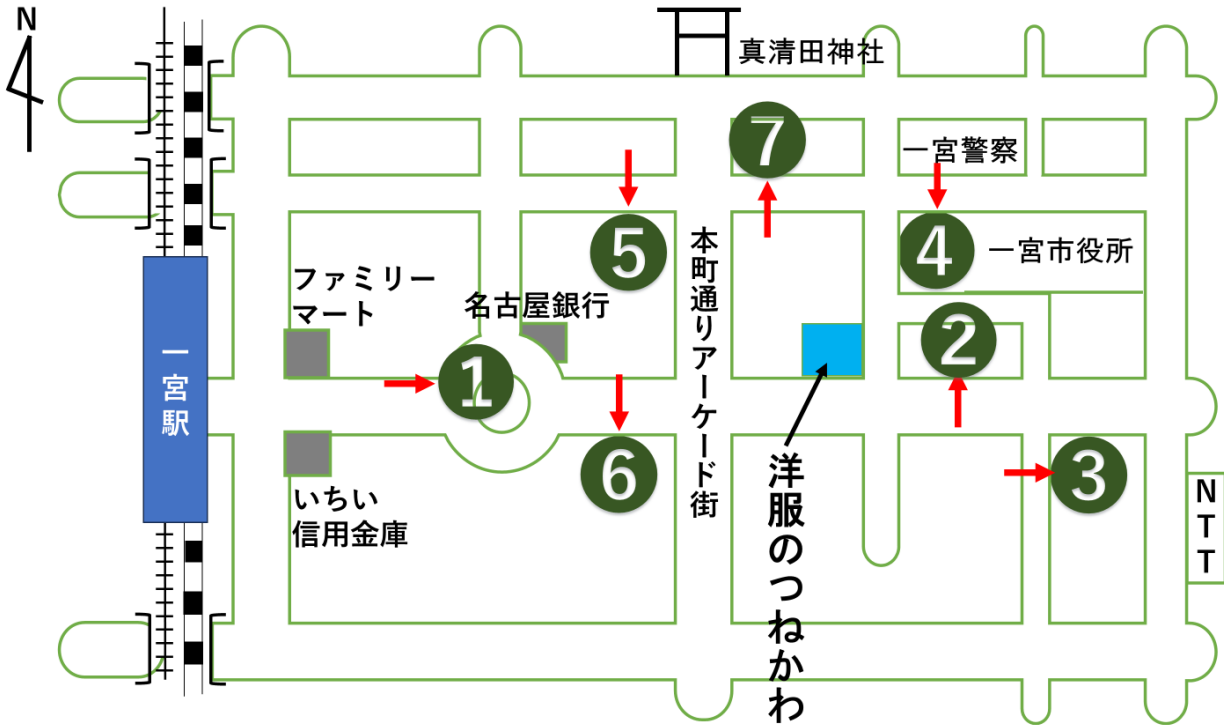 N
真清田神社
7
一宮警察
5
4
一宮市役所
本町通りアーケード街
ファミリー
マート
名古屋銀行
一宮駅
1
2
6
3
洋服のつねかわ
いちい
信用金庫
NTT